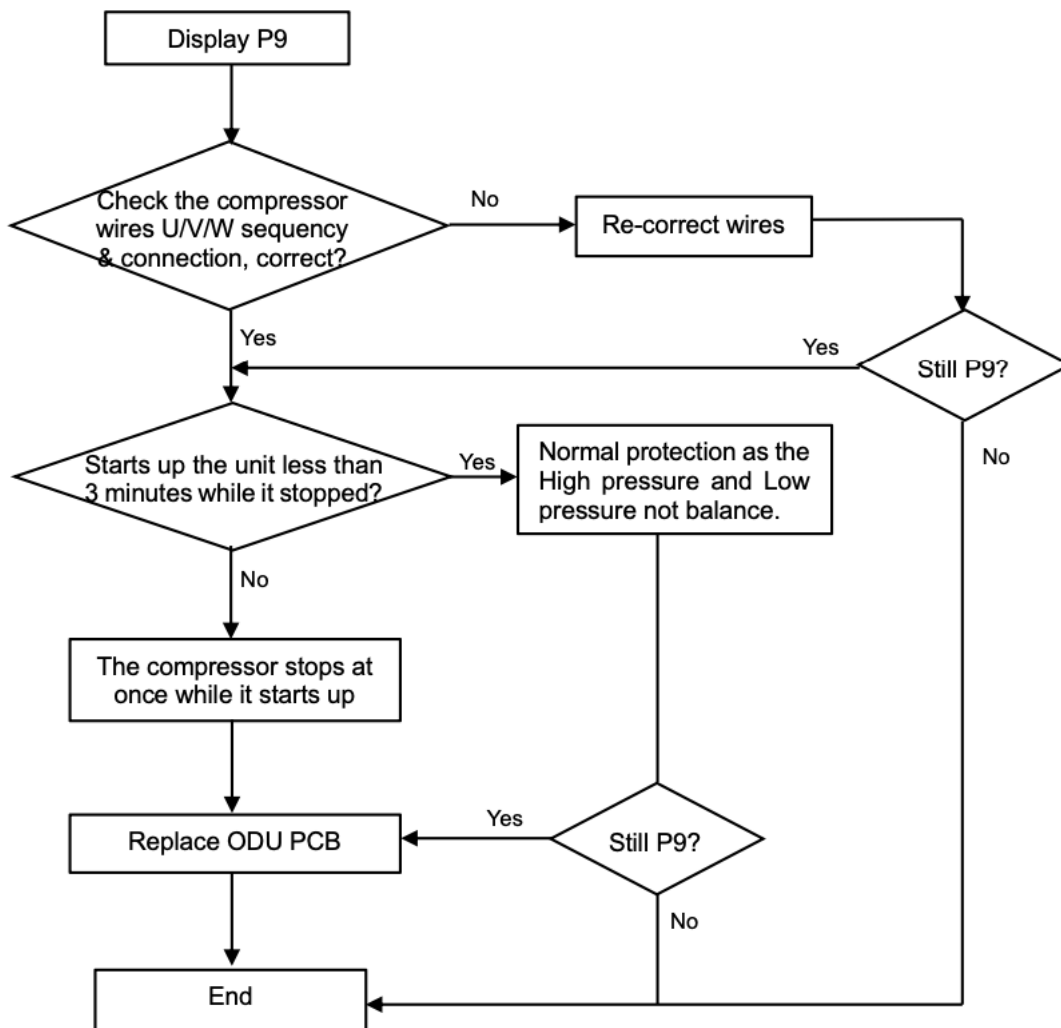 Display P9
Check the compressor
wires U/V/W sequency
& connection, correct?
No
Re-correct wires
Yes
Yes
Still P9?
Starts up the unit less than
3 minutes while it stopped?
Yes
Normal protection as the
High pressure and Low
pressure not balance.
No
No
The compressor stops at
once while it starts up
Replace ODU PCB
Yes
Still P9?
No
End